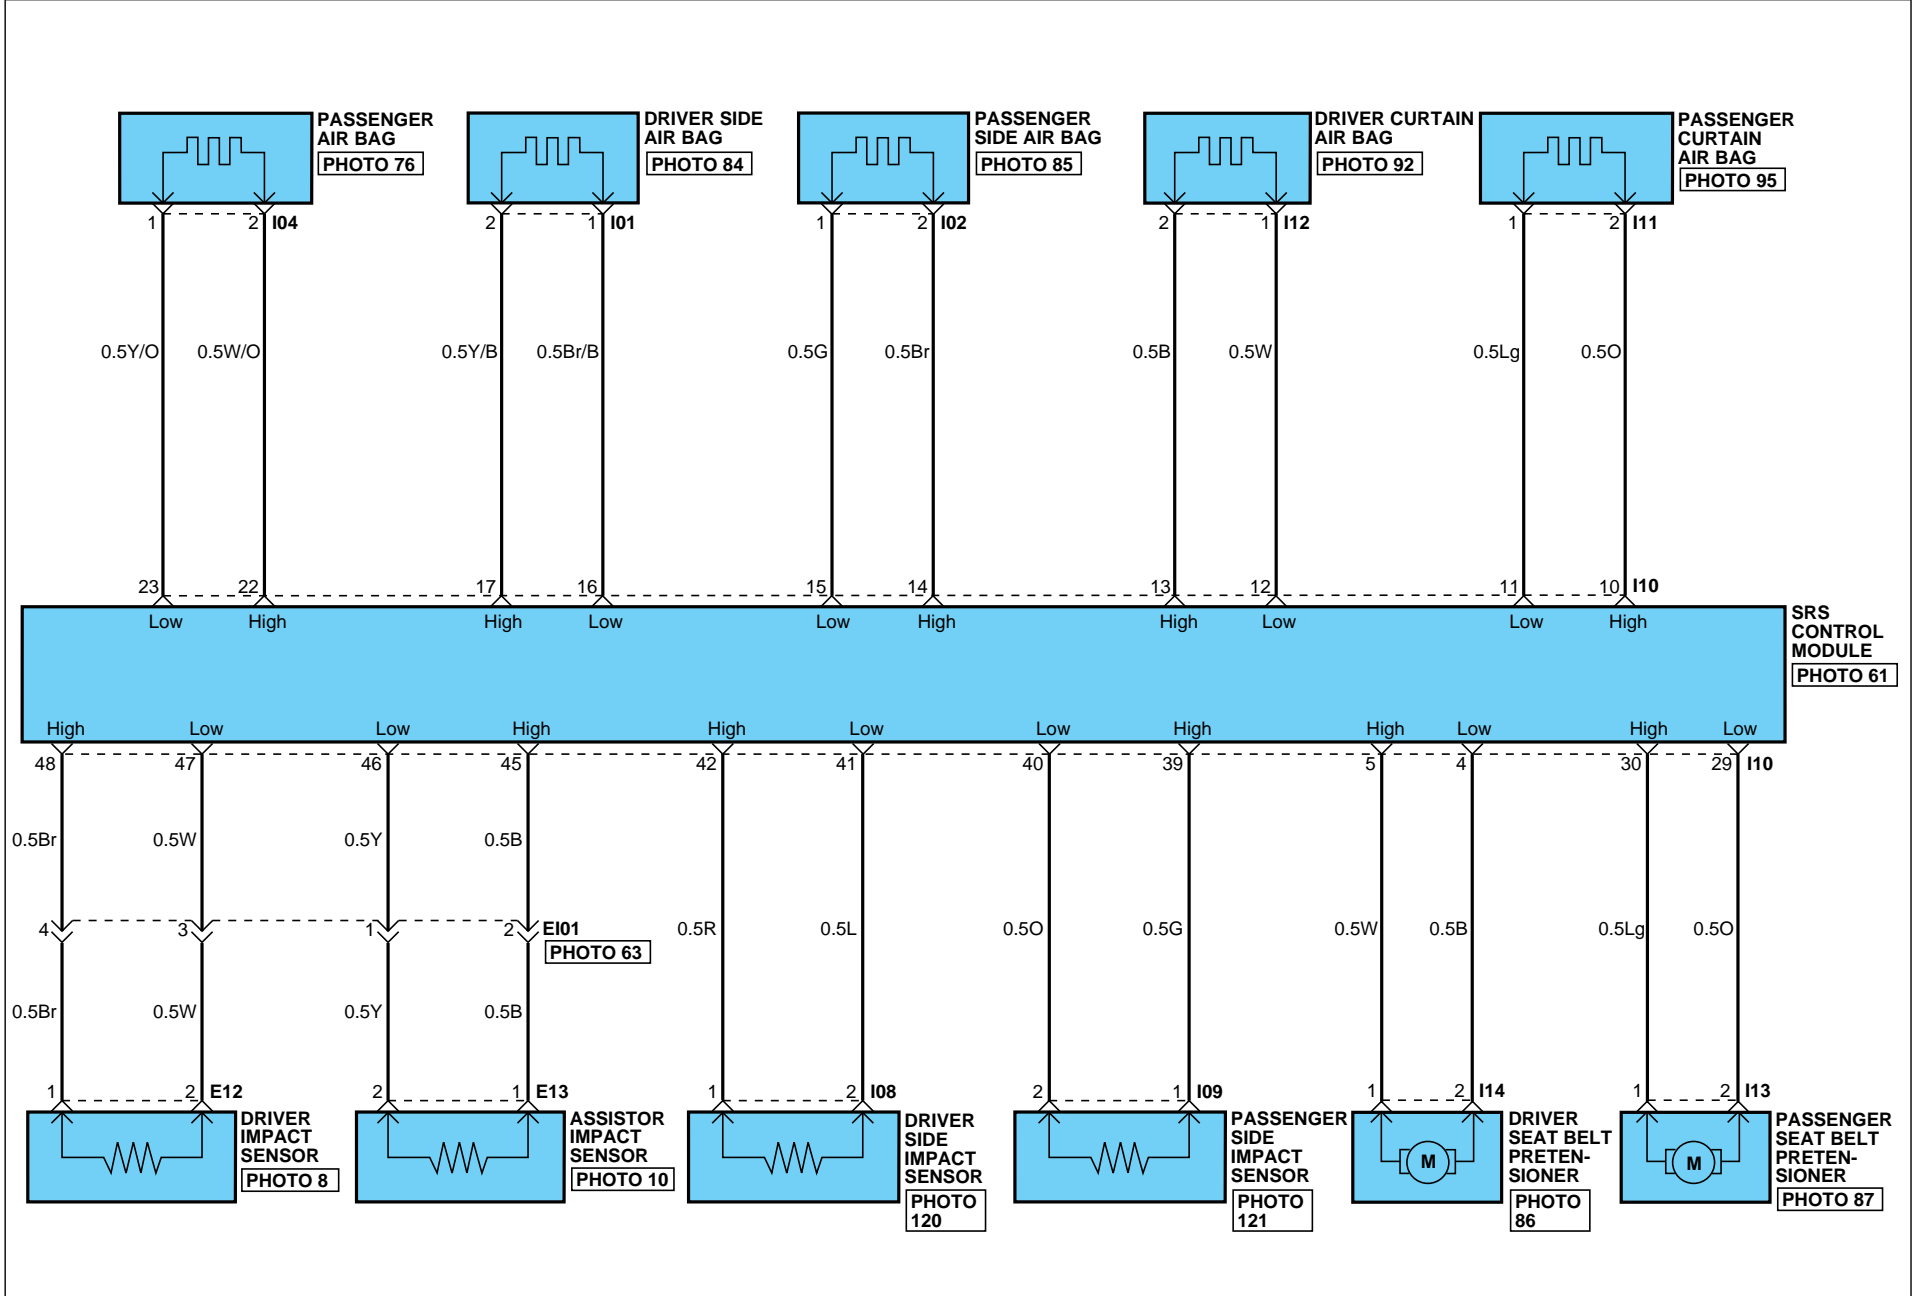 PASSENGER
AIR BAG
PHOTO 76
DRIVER SIDE
AIR BAG
PHOTO 84
PASSENGER
SIDE AIR BAG
PHOTO 85
DRIVER CURTAIN
AIR BAG
PHOTO 92
PASSENGER
CURTAIN
AIR BAG
PHOTO 95
1 2 I04 2 1 I01 1 2 I02 2 1 I12 1 2 I11
0.5Y/O 0.5W/O 0.5Y/B 0.5Br/B 0.5G 0.5Br 0.5B 0.5W 0.5Lg 0.5O
23 22 17 16 15 14 13 12 11 10 I10
Low High High Low Low High High Low Low High
SRS
CONTROL
MODULE
PHOTO 61
High Low Low High High Low Low High High Low High Low
48 47 46 45 42 41 40 39 5 4 30 29 I10
0.5Br 0.5W 0.5Y 0.5B
4 3 1 2 EI01
PHOTO 63
0.5R 0.5L 0.5O 0.5G 0.5W 0.5B 0.5Lg 0.5O
0.5Br 0.5W 0.5Y 0.5B
1 2 E12 2 1 E13 1 2 I08 2 1 I09 1 2 I14 1 2 I13
DRIVER
IMPACT
SENSOR
PHOTO 8
ASSISTOR
IMPACT
SENSOR
PHOTO 10
DRIVER
SIDE
IMPACT
SENSOR
PHOTO
120
PASSENGER
SIDE
IMPACT
SENSOR
PHOTO
121
M
DRIVER
SEAT BELT
PRETEN-
SIONER
PHOTO
86
M
PASSENGER
SEAT BELT
PRETEN-
SIONER
PHOTO 87